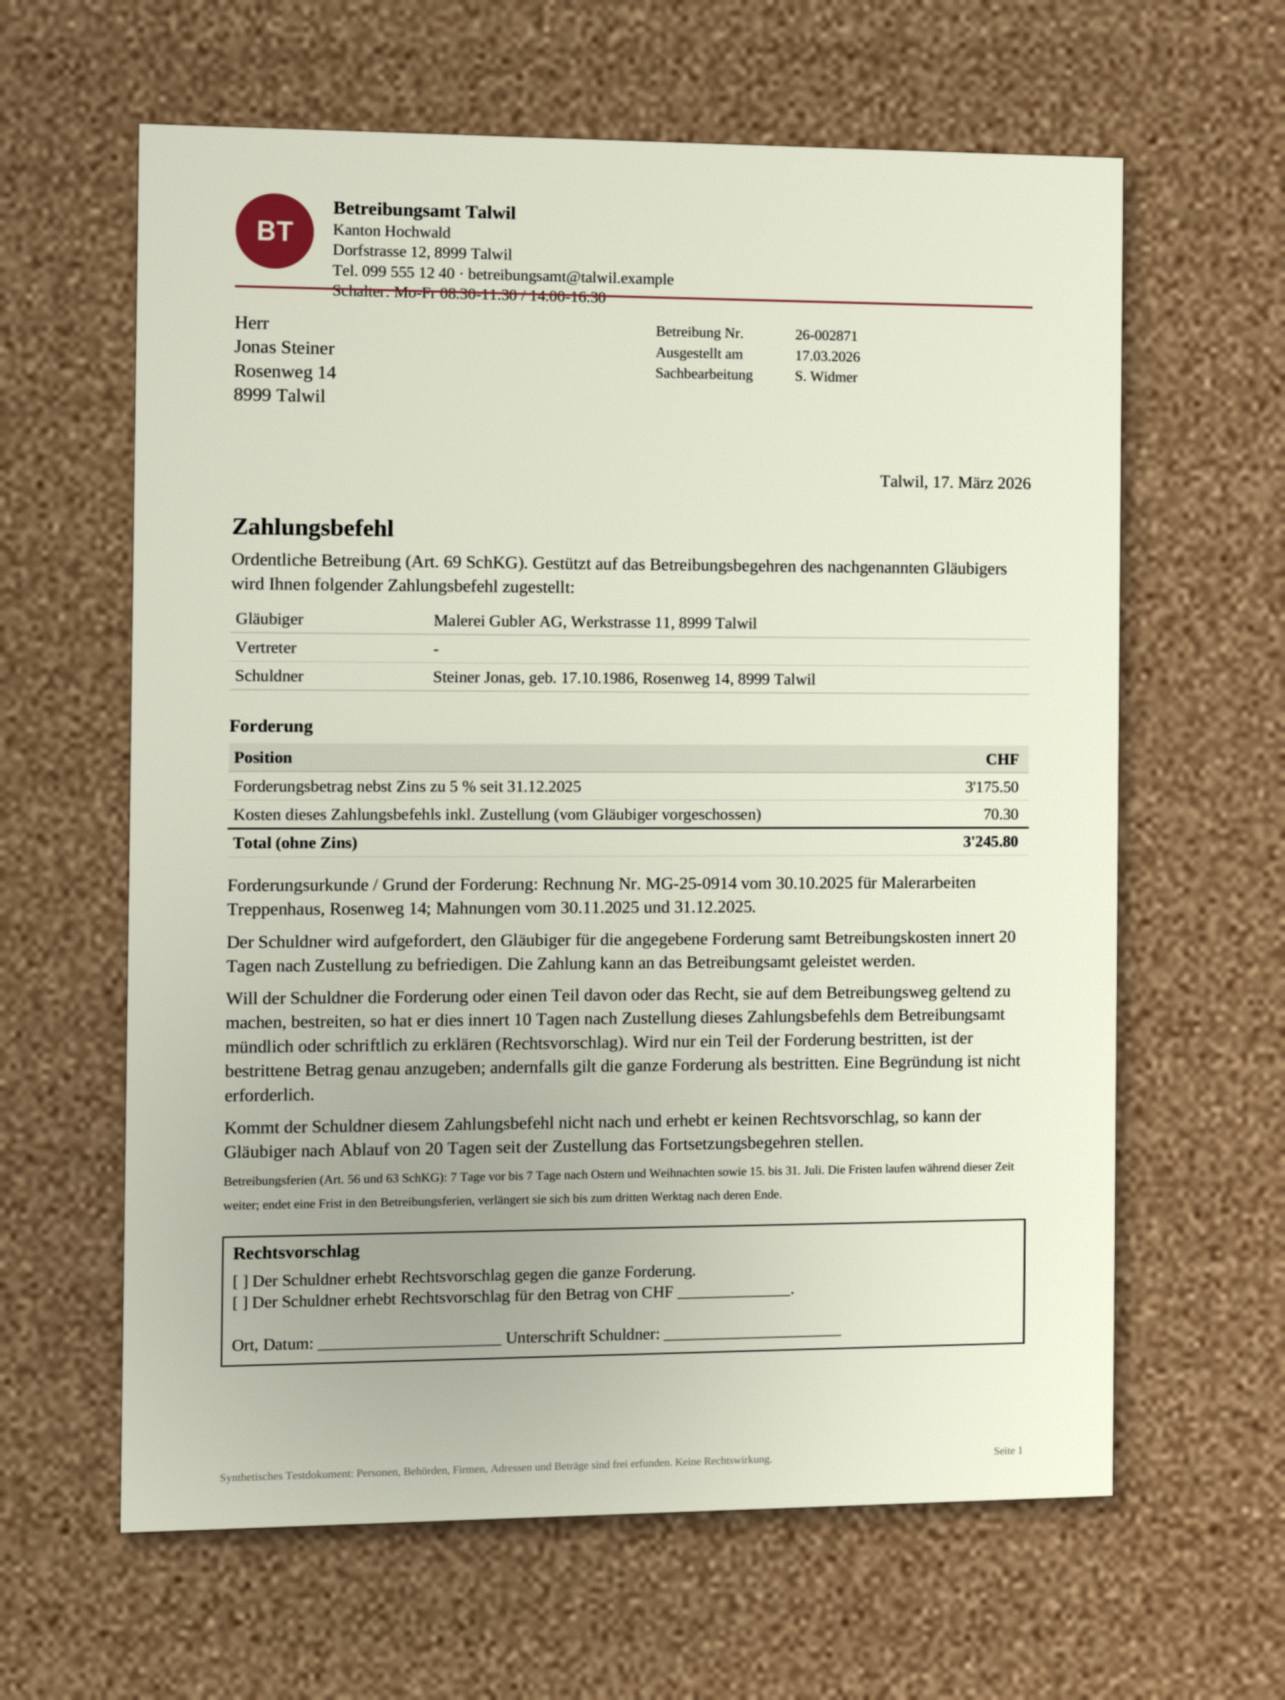 BT
Betreibungsamt Talwil
Kanton Hochwald
Dorfstrasse 12, 8999 Talwil
Tel. 099 555 12 40 · betreibungsamt@talwil.example
Schalter: Mo-Fr 08.30-11.30 / 14.00-16.30
Herr
Jonas Steiner
Rosenweg 14
8999 Talwil
Betreibung Nr. 26-002871
Ausgestellt am 17.03.2026
Sachbearbeitung S. Widmer
Talwil, 17. März 2026
Zahlungsbefehl
Ordentliche Betreibung (Art. 69 SchKG). Gestützt auf das Betreibungsbegehren des nachgenannten Gläubigers
wird Ihnen folgender Zahlungsbefehl zugestellt:
Gläubiger Malerei Gubler AG, Werkstrasse 11, 8999 Talwil
Vertreter -
Schuldner Steiner Jonas, geb. 17.10.1986, Rosenweg 14, 8999 Talwil
Forderung
Position CHF
Forderungsbetrag nebst Zins zu 5 % seit 31.12.2025 3'175.50
Kosten dieses Zahlungsbefehls inkl. Zustellung (vom Gläubiger vorgeschossen) 70.30
Total (ohne Zins) 3'245.80
Forderungsurkunde / Grund der Forderung: Rechnung Nr. MG-25-0914 vom 30.10.2025 für Malerarbeiten
Treppenhaus, Rosenweg 14; Mahnungen vom 30.11.2025 und 31.12.2025.
Der Schuldner wird aufgefordert, den Gläubiger für die angegebene Forderung samt Betreibungskosten innert 20
Tagen nach Zustellung zu befriedigen. Die Zahlung kann an das Betreibungsamt geleistet werden.
Will der Schuldner die Forderung oder einen Teil davon oder das Recht, sie auf dem Betreibungsweg geltend zu
machen, bestreiten, so hat er dies innert 10 Tagen nach Zustellung dieses Zahlungsbefehls dem Betreibungsamt
mündlich oder schriftlich zu erklären (Rechtsvorschlag). Wird nur ein Teil der Forderung bestritten, ist der
bestrittene Betrag genau anzugeben; andernfalls gilt die ganze Forderung als bestritten. Eine Begründung ist nicht
erforderlich.
Kommt der Schuldner diesem Zahlungsbefehl nicht nach und erhebt er keinen Rechtsvorschlag, so kann der
Gläubiger nach Ablauf von 20 Tagen seit der Zustellung das Fortsetzungsbegehren stellen.
Betreibungsferien (Art. 56 und 63 SchKG): 7 Tage vor bis 7 Tage nach Ostern und Weihnachten sowie 15. bis 31. Juli. Die Fristen laufen während dieser Zeit
weiter; endet eine Frist in den Betreibungsferien, verlängert sie sich bis zum dritten Werktag nach deren Ende.
Rechtsvorschlag
[ ] Der Schuldner erhebt Rechtsvorschlag gegen die ganze Forderung.
[ ] Der Schuldner erhebt Rechtsvorschlag für den Betrag von CHF ______________.
Ort, Datum: ______________________ Unterschrift Schuldner: ______________________
Synthetisches Testdokument: Personen, Behörden, Firmen, Adressen und Beträge sind frei erfunden. Keine Rechtswirkung.
Seite 1